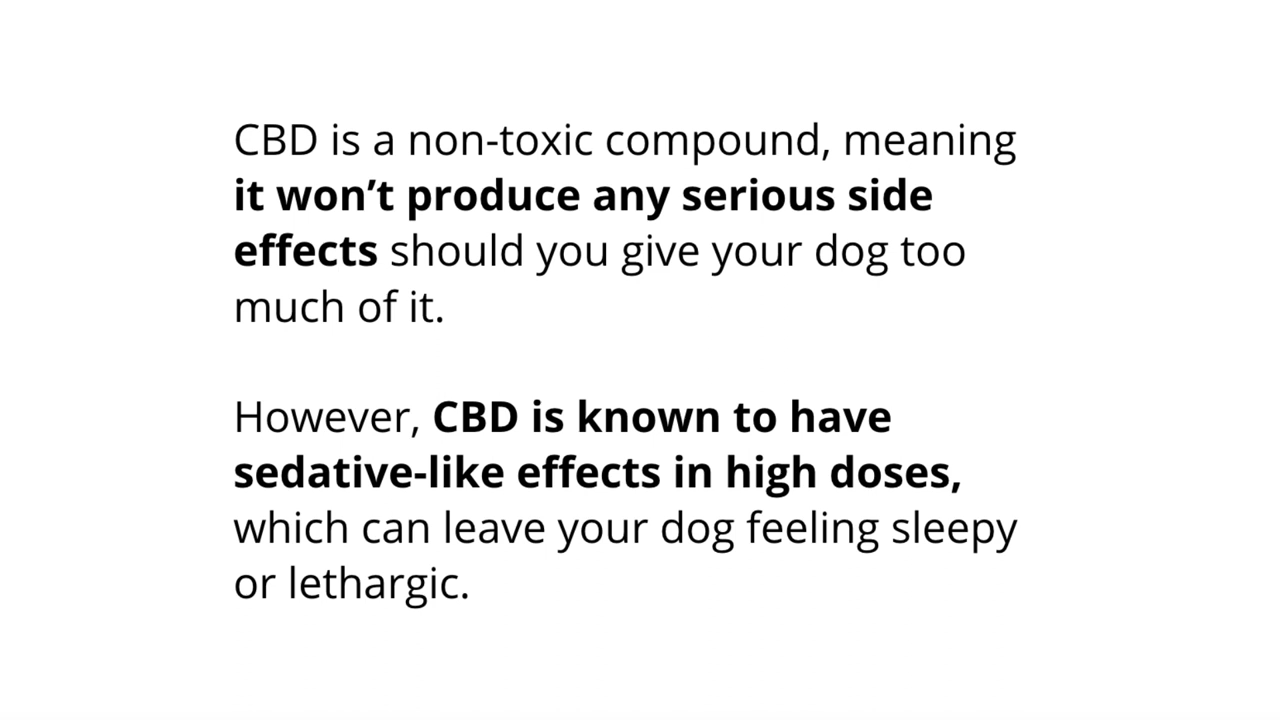 CBD is a non-toxic compound, meaning
it won’t produce any serious side
effects should you give your dog too
much of it.
However, CBD is known to have
sedative-like effects in high doses,
which can leave your dog feeling sleepy
or lethargic.